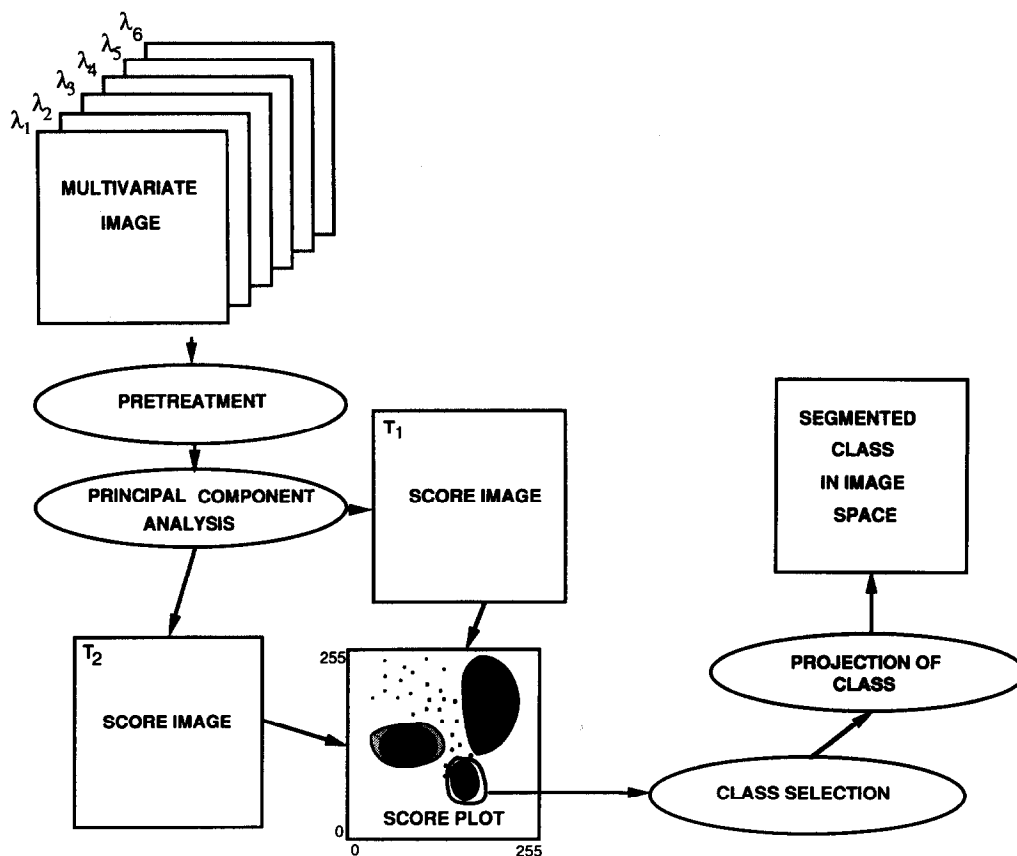 λ6
λ5
λ4
λ3
λ2
λ1
MULTIVARIATE
IMAGE
PRETREATMENT
PRINCIPAL COMPONENT
ANALYSIS
T1
SCORE IMAGE
T2
SCORE IMAGE
255
0
SCORE PLOT
0
255
CLASS SELECTION
PROJECTION OF
CLASS
SEGMENTED
CLASS
IN IMAGE
SPACE